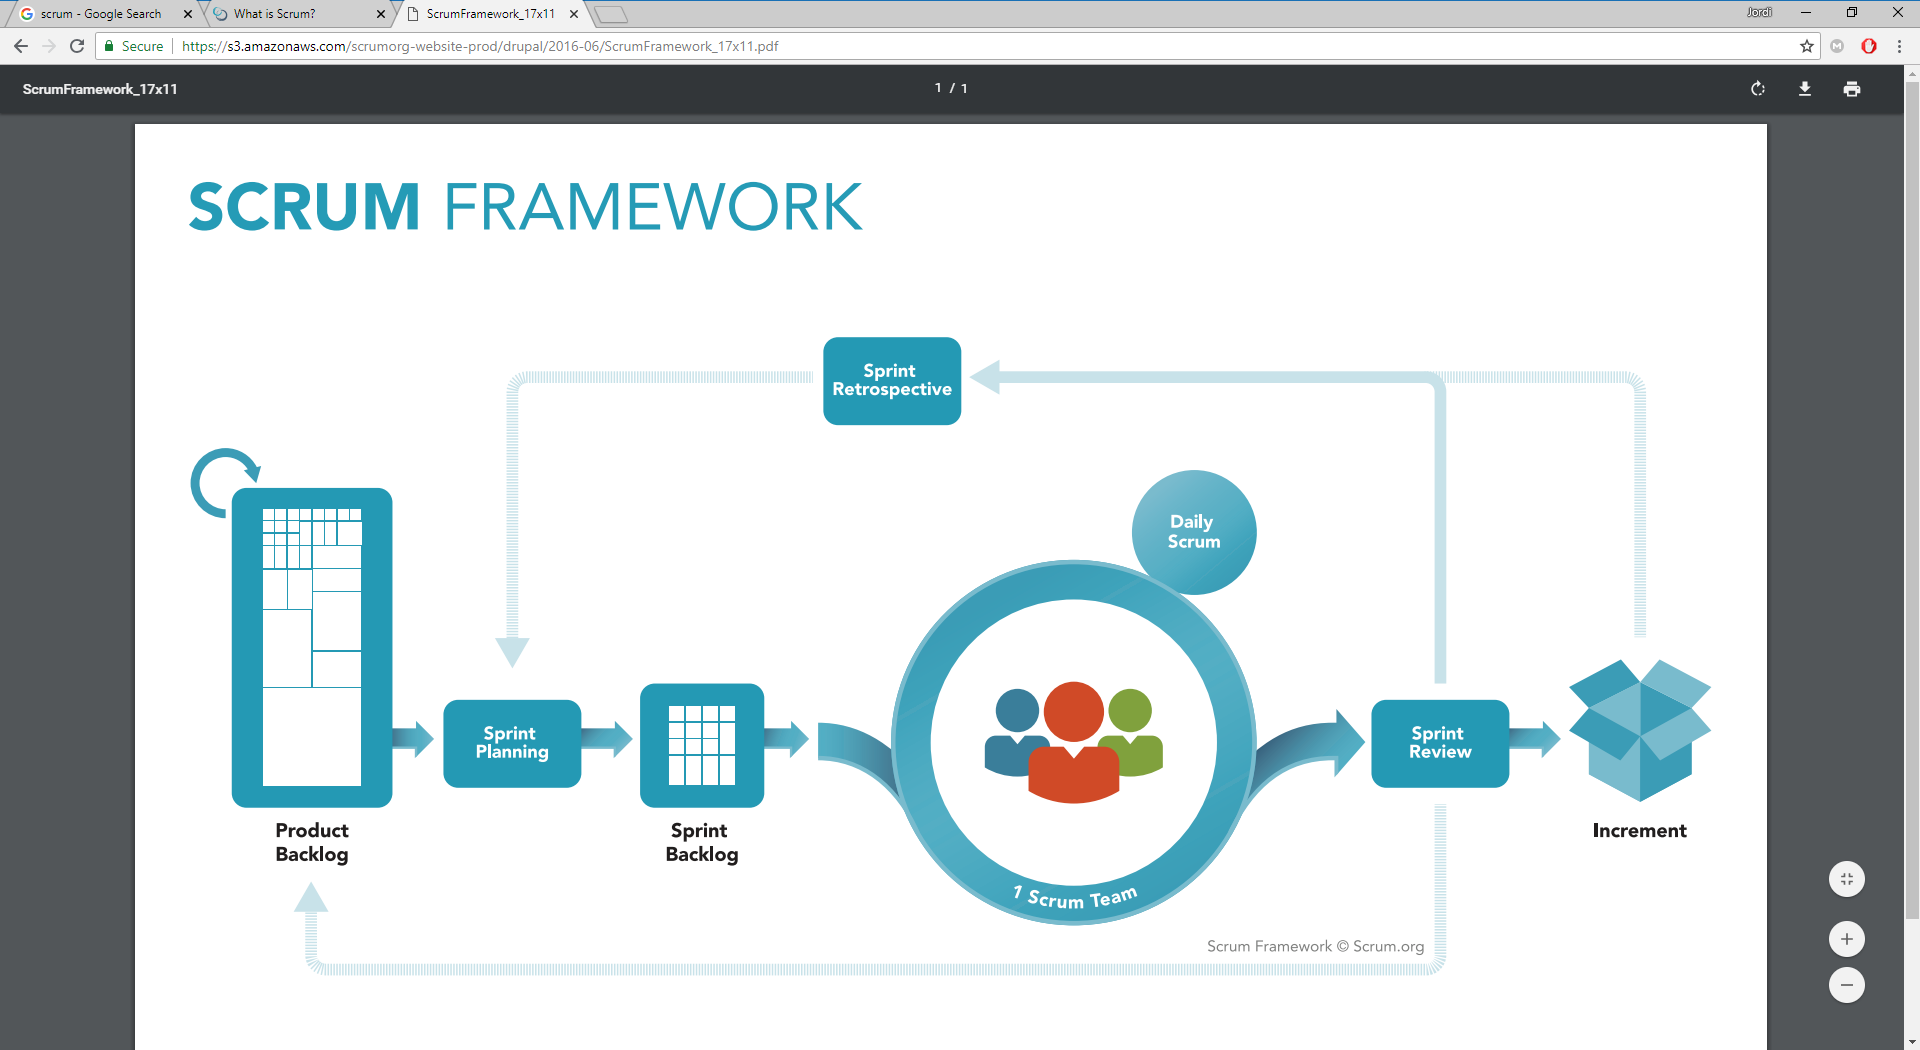 scrum - Google Search
What is Scrum?
ScrumFramework_17x11
Jordi
Secure
https://s3.amazonaws.com/scrumorg-website-prod/drupal/2016-06/ScrumFramework_17x11.pdf
ScrumFramework_17x11
1 / 1
SCRUM FRAMEWORK
Sprint
Retrospective
Daily
Scrum
Sprint
Planning
Sprint
Review
Product
Backlog
Sprint
Backlog
Increment
1 Scrum Team
Scrum Framework © Scrum.org